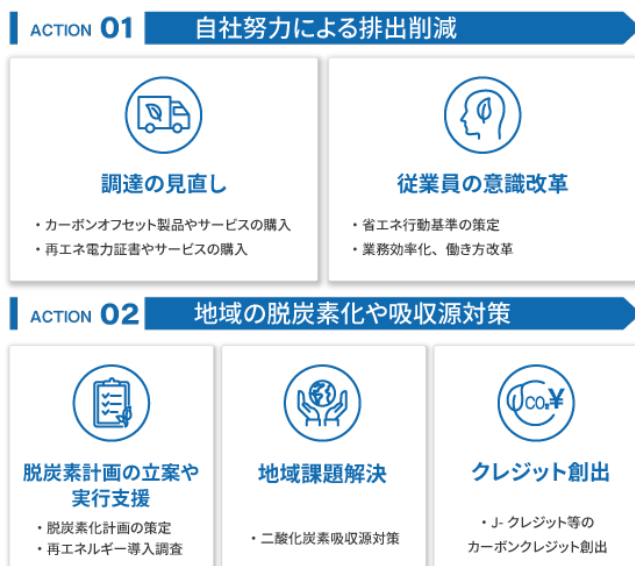 ACTION 01 自社努力による排出削減
調達の見直し
・カーボンオフセット製品やサービスの購入
・再エネ電力証書やサービスの購入
従業員の意識改革
・省エネ行動基準の策定
・業務効率化、働き方改革
ACTION 02 地域の脱炭素化や吸収源対策
脱炭素計画の立案や
実行支援
・脱炭素化計画の策定
・再エネルギー導入調査
地域課題解決
・二酸化炭素吸収源対策
CO₂ ¥
クレジット創出
・J- クレジット等の
カーボンクレジット創出